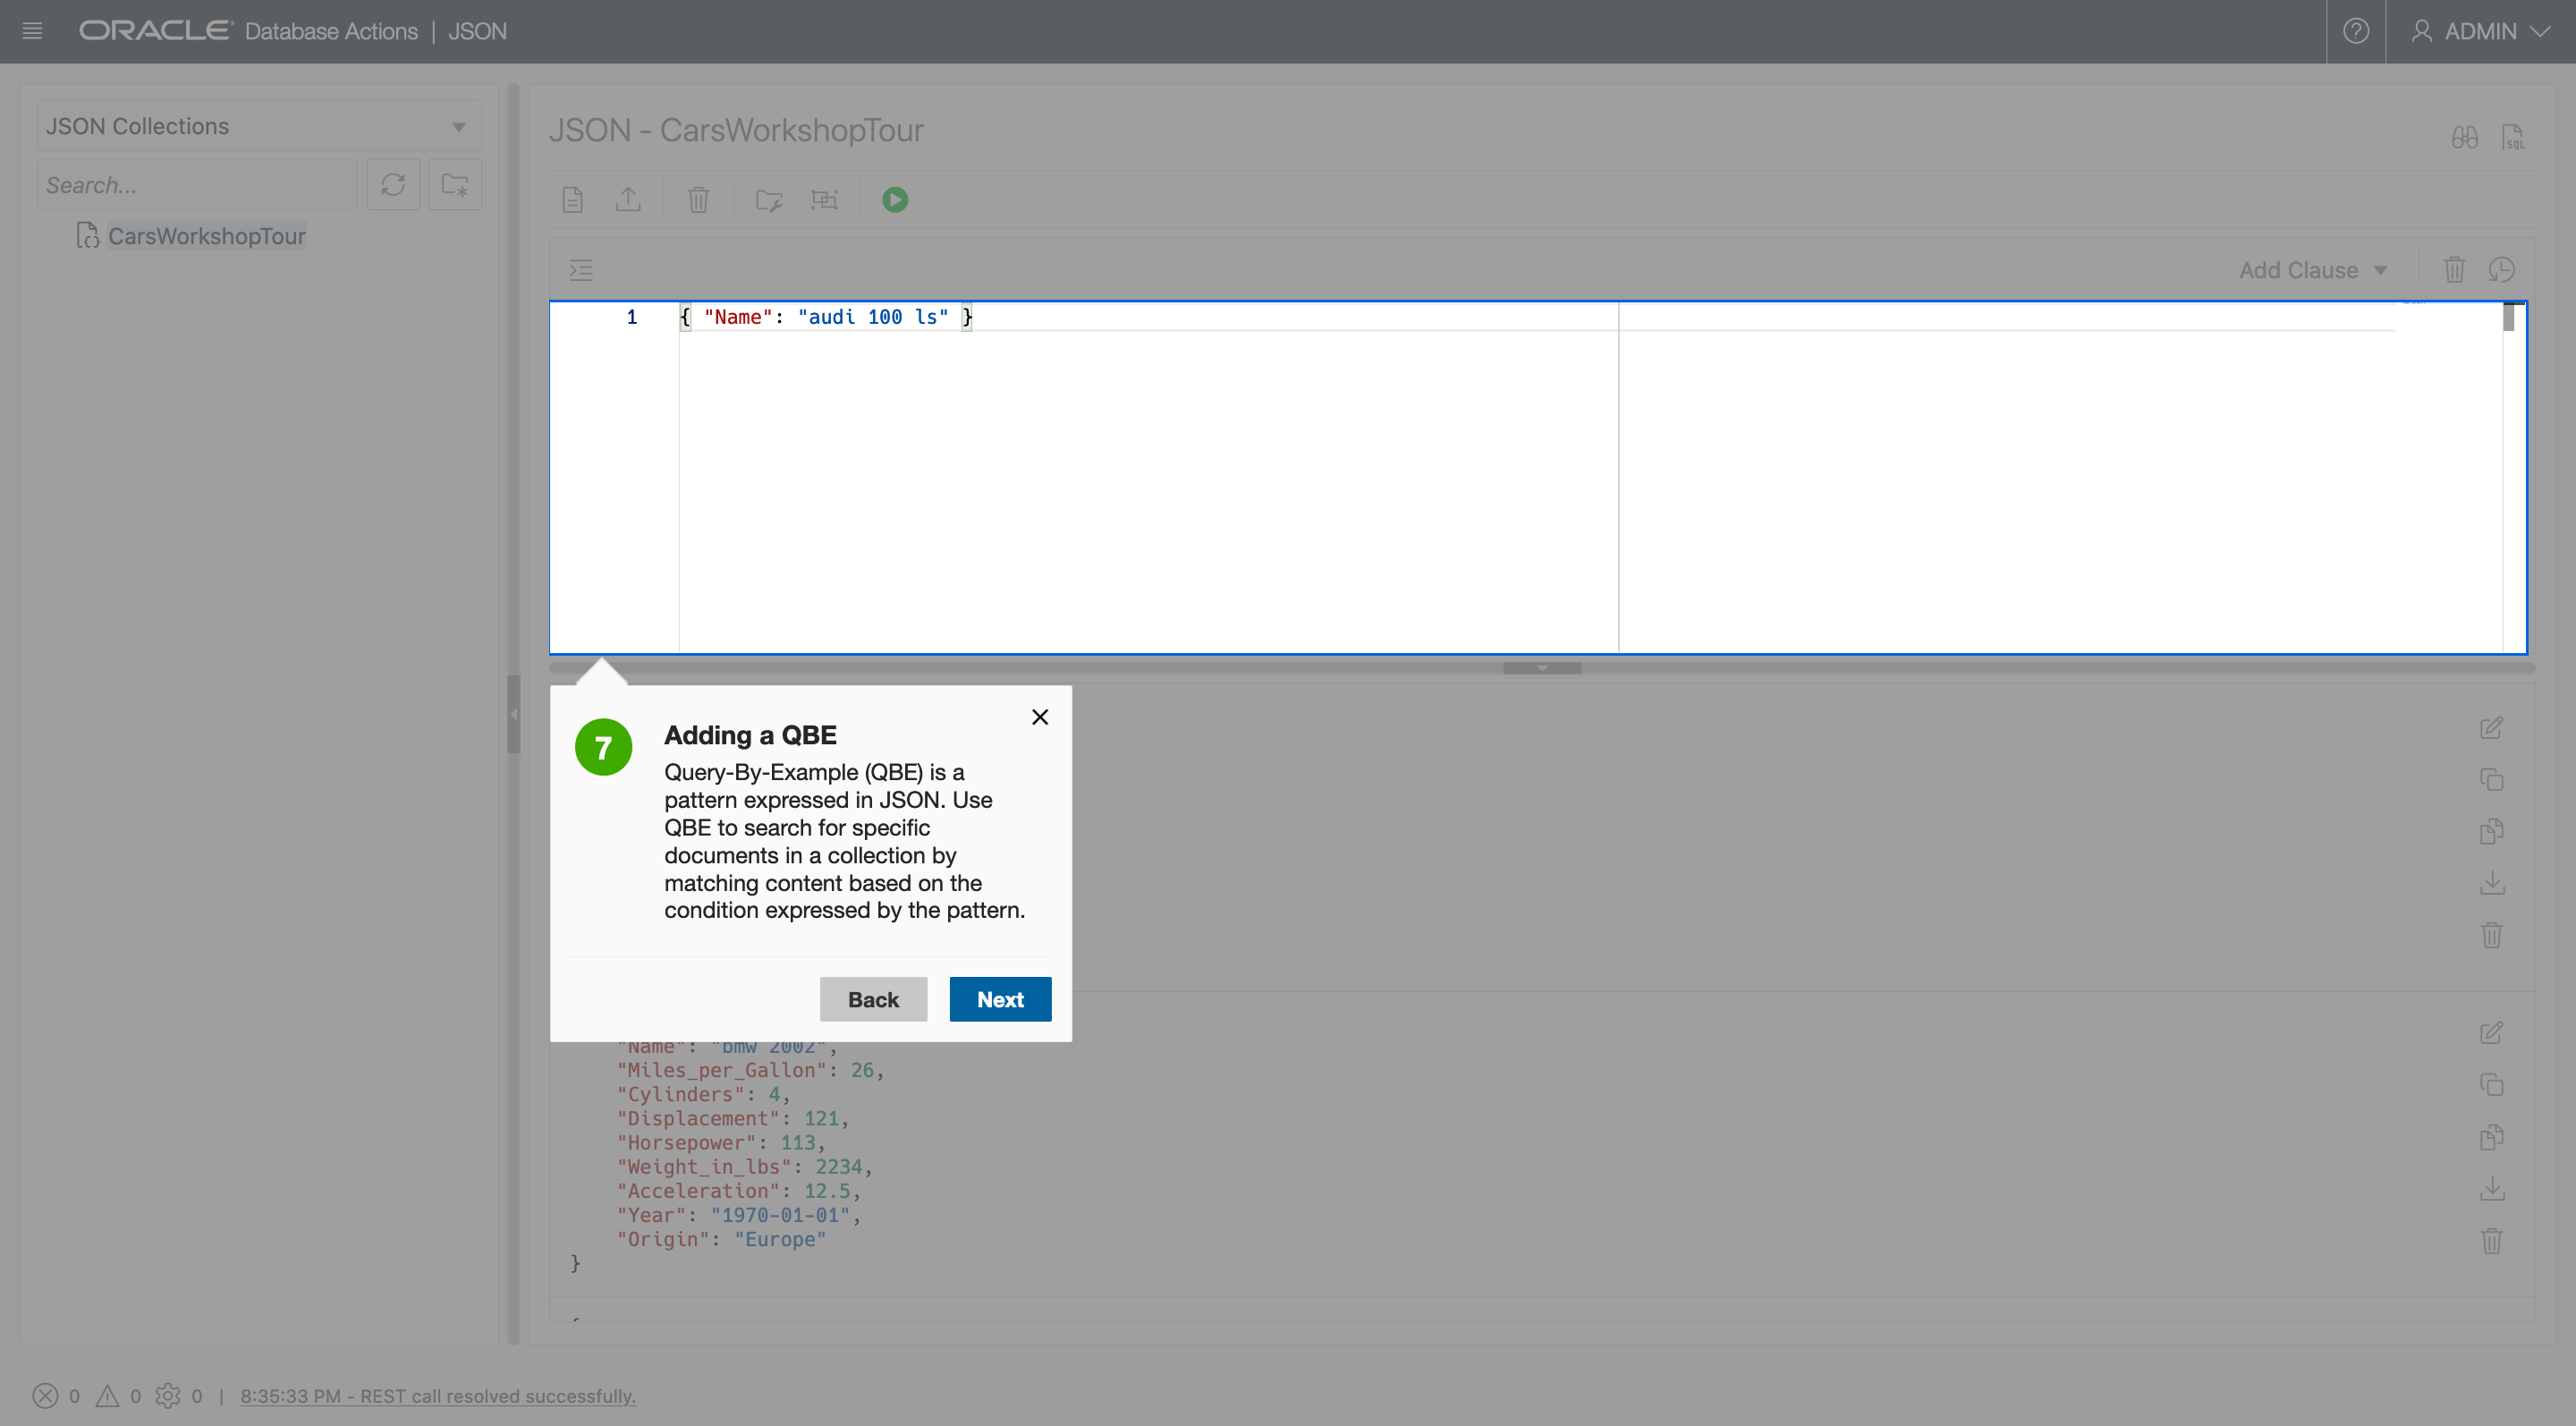 ORACLE Database Actions | JSON
ADMIN
JSON Collections
Search...
CarsWorkshopTour
JSON - CarsWorkshopTour
SQL
Add Clause
1 { "Name": "audi 100 ls" }
7
Adding a QBE
Query-By-Example (QBE) is a
pattern expressed in JSON. Use
QBE to search for specific
documents in a collection by
matching content based on the
condition expressed by the pattern.
Back
Next
"Name": "bmw 2002",
"Miles_per_Gallon": 26,
"Cylinders": 4,
"Displacement": 121,
"Horsepower": 113,
"Weight_in_lbs": 2234,
"Acceleration": 12.5,
"Year": "1970-01-01",
"Origin": "Europe"
}
0 0 0 | 8:35:33 PM - REST call resolved successfully.